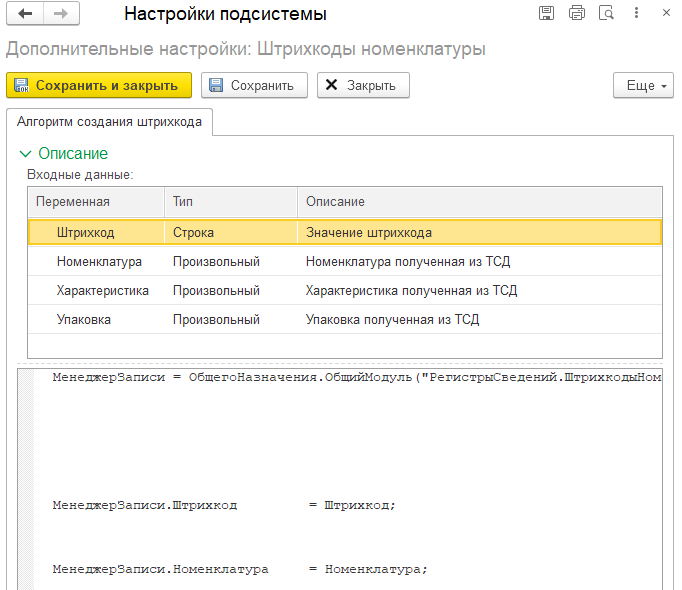 Настройки подсистемы
Дополнительные настройки: Штрихкоды номенклатуры
Сохранить и закрыть Сохранить Закрыть Еще
Алгоритм создания штрихкода
Описание
Входные данные:
Переменная Тип Описание
Штрихкод Строка Значение штрихкода
Номенклатура Произвольный Номенклатура полученная из ТСД
Характеристика Произвольный Характеристика полученная из ТСД
Упаковка Произвольный Упаковка полученная из ТСД
МенеджерЗаписи = ОбщегоНазначения.ОбщийМодуль("РегистрыСведений.ШтрихкодыНом
МенеджерЗаписи.Штрихкод = Штрихкод;
МенеджерЗаписи.Номенклатура = Номенклатура;